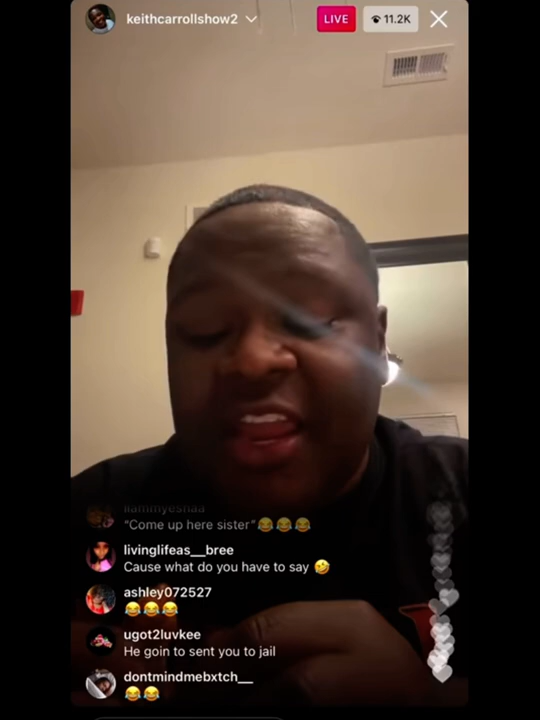 keithcarrollshow2
LIVE
11.2K
liammyeshaa
"Come up here sister"😂😂😂
livinglifeas__bree
Cause what do you have to say 🤣
ashley072527
😂😂😂
ugot2luvkee
He goin to sent you to jail
dontmindmebxtch__
😂😂